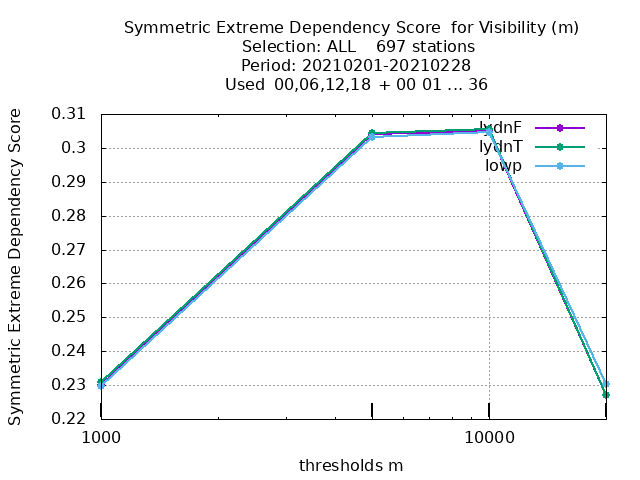 Symmetric Extreme Dependency Score  for Visibility (m)
Selection: ALL    697 stations
Period: 20210201-20210228
Used  00,06,12,18  + 00 01 ... 36
Symmetric Extreme Dependency Score
0.31
0.3
0.29
0.28
0.27
0.26
0.25
0.24
0.23
0.22
lydnF
lydnT
lowp
1000
10000
thresholds m